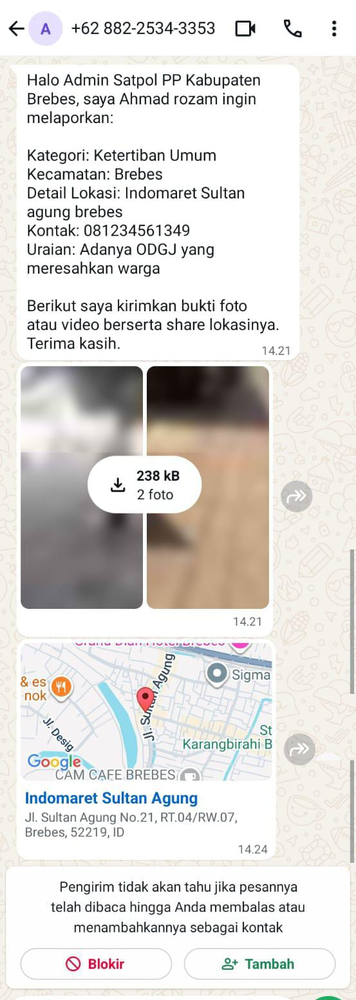 +62 882-2534-3353
A
Halo Admin Satpol PP Kabupaten
Brebes, saya Ahmad rozam ingin
melaporkan:
Kategori: Ketertiban Umum
Kecamatan: Brebes
Detail Lokasi: Indomaret Sultan
agung brebes
Kontak: 081234561349
Uraian: Adanya ODGJ yang
meresahkan warga
Berikut saya kirimkan bukti foto
atau video berserta share lokasinya.
Terima kasih.
14.21
238 kB
2 foto
14.21
Grand Dian Hotel Brebes
& es
nok
Sigma
Jl. Sultan Agung
Jl. Desig
St
Karangbirahi B
Google
CAM CAFE BREBES
Indomaret Sultan Agung
Jl. Sultan Agung No.21, RT.04/RW.07,
Brebes, 52219, ID
14.24
Pengirim tidak akan tahu jika pesannya
telah dibaca hingga Anda membalas atau
menambahkannya sebagai kontak
Blokir
Tambah